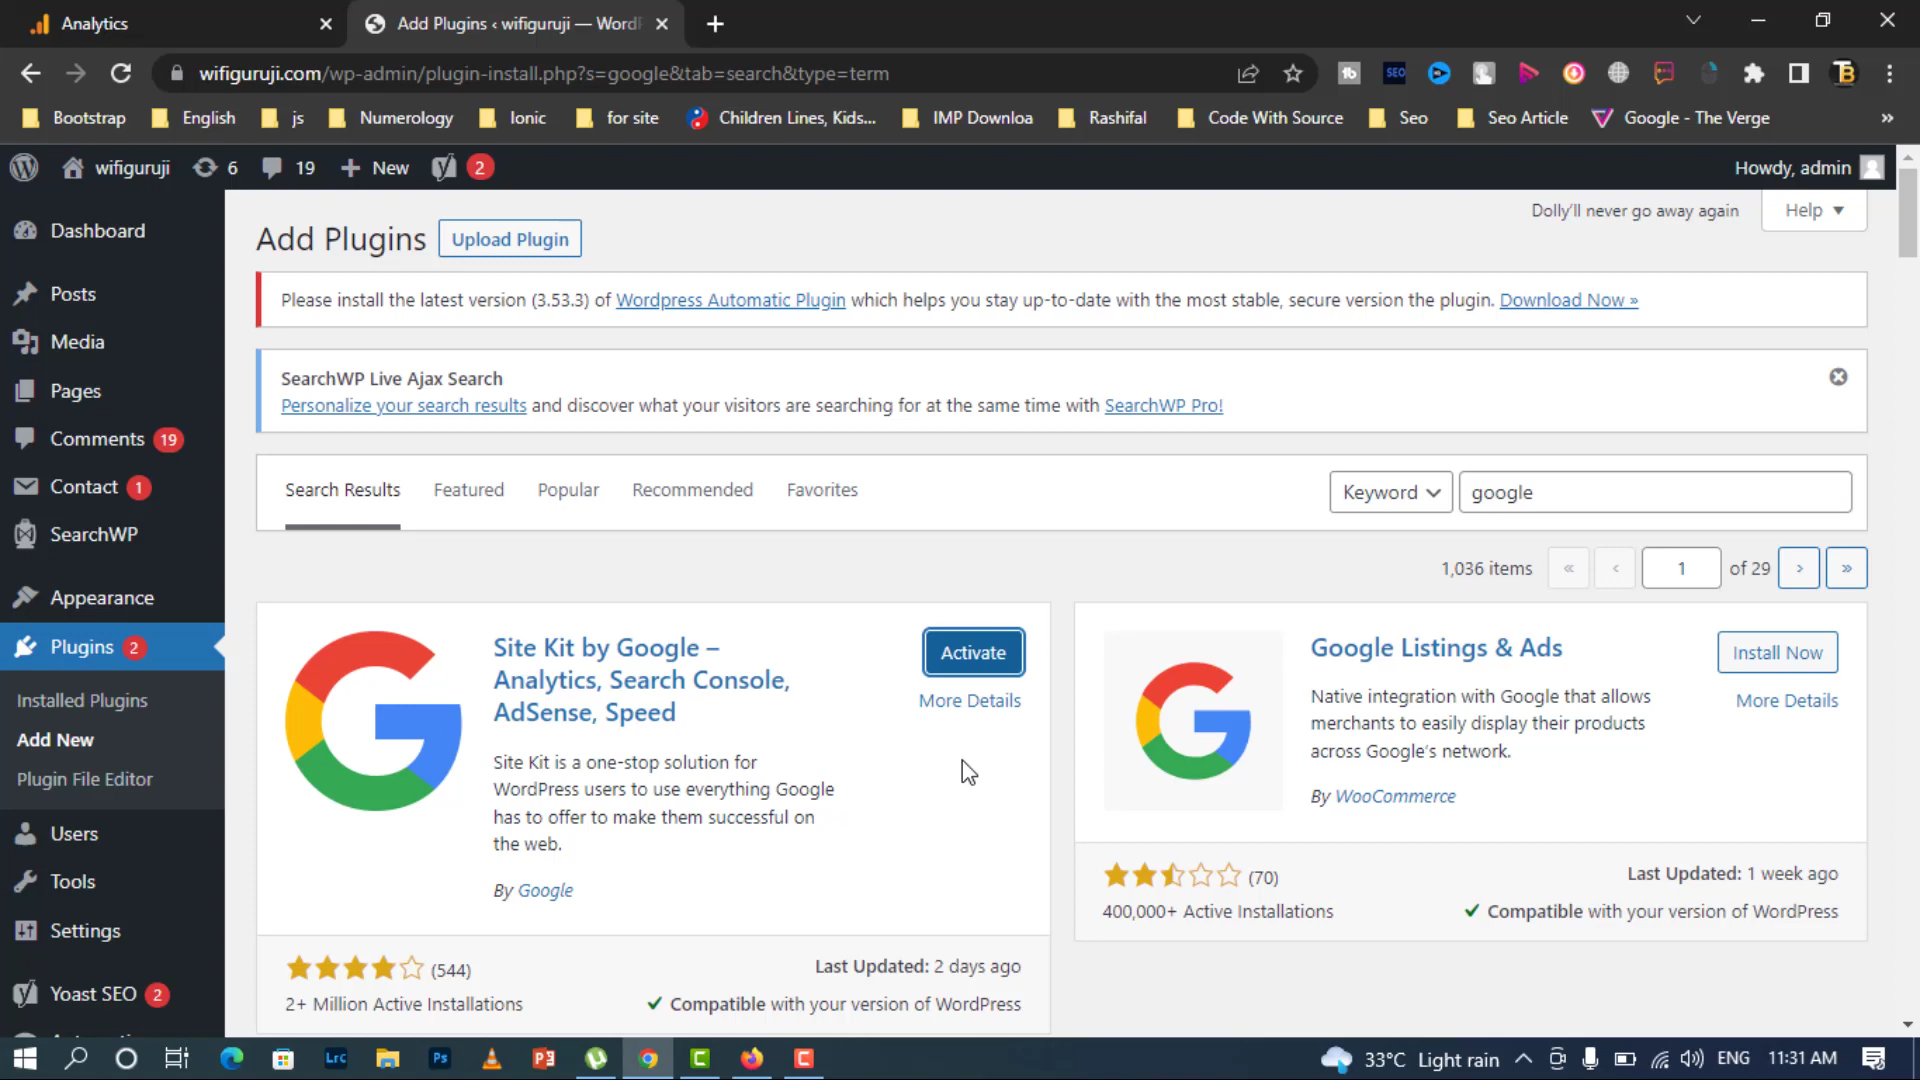 Analytics
Add Plugins ‹ wifiguruji — Word
wifiguruji.com/wp-admin/plugin-install.php?s=google&tab=search&type=term
Bootstrap
English
js
Numerology
Ionic
for site
Children Lines, Kids...
IMP Downloa
Rashifal
Code With Source
Seo
Seo Article
Google - The Verge
»
wifiguruji
6
19
New
2
Howdy, admin
Dashboard
Posts
Media
Pages
Comments 19
Contact 1
SearchWP
Appearance
Plugins 2
Installed Plugins
Add New
Plugin File Editor
Users
Tools
Settings
Yoast SEO 2
Dolly'll never go away again
Help
Add Plugins
Upload Plugin
Please install the latest version (3.53.3) of Wordpress Automatic Plugin which helps you stay up-to-date with the most stable, secure version the plugin. Download Now »
SearchWP Live Ajax Search
Personalize your search results and discover what your visitors are searching for at the same time with SearchWP Pro!
Search Results
Featured
Popular
Recommended
Favorites
Keyword
google
1,036 items « ‹ 1 of 29 › »
Site Kit by Google –
Analytics, Search Console,
AdSense, Speed
Activate
More Details
Site Kit is a one-stop solution for
WordPress users to use everything Google
has to offer to make them successful on
the web.
By Google
(544)
2+ Million Active Installations
Last Updated: 2 days ago
Compatible with your version of WordPress
Google Listings & Ads
Install Now
More Details
Native integration with Google that allows
merchants to easily display their products
across Google's network.
By WooCommerce
(70)
400,000+ Active Installations
Last Updated: 1 week ago
Compatible with your version of WordPress
Lrc
Ps
33°C Light rain
ENG
11:31 AM